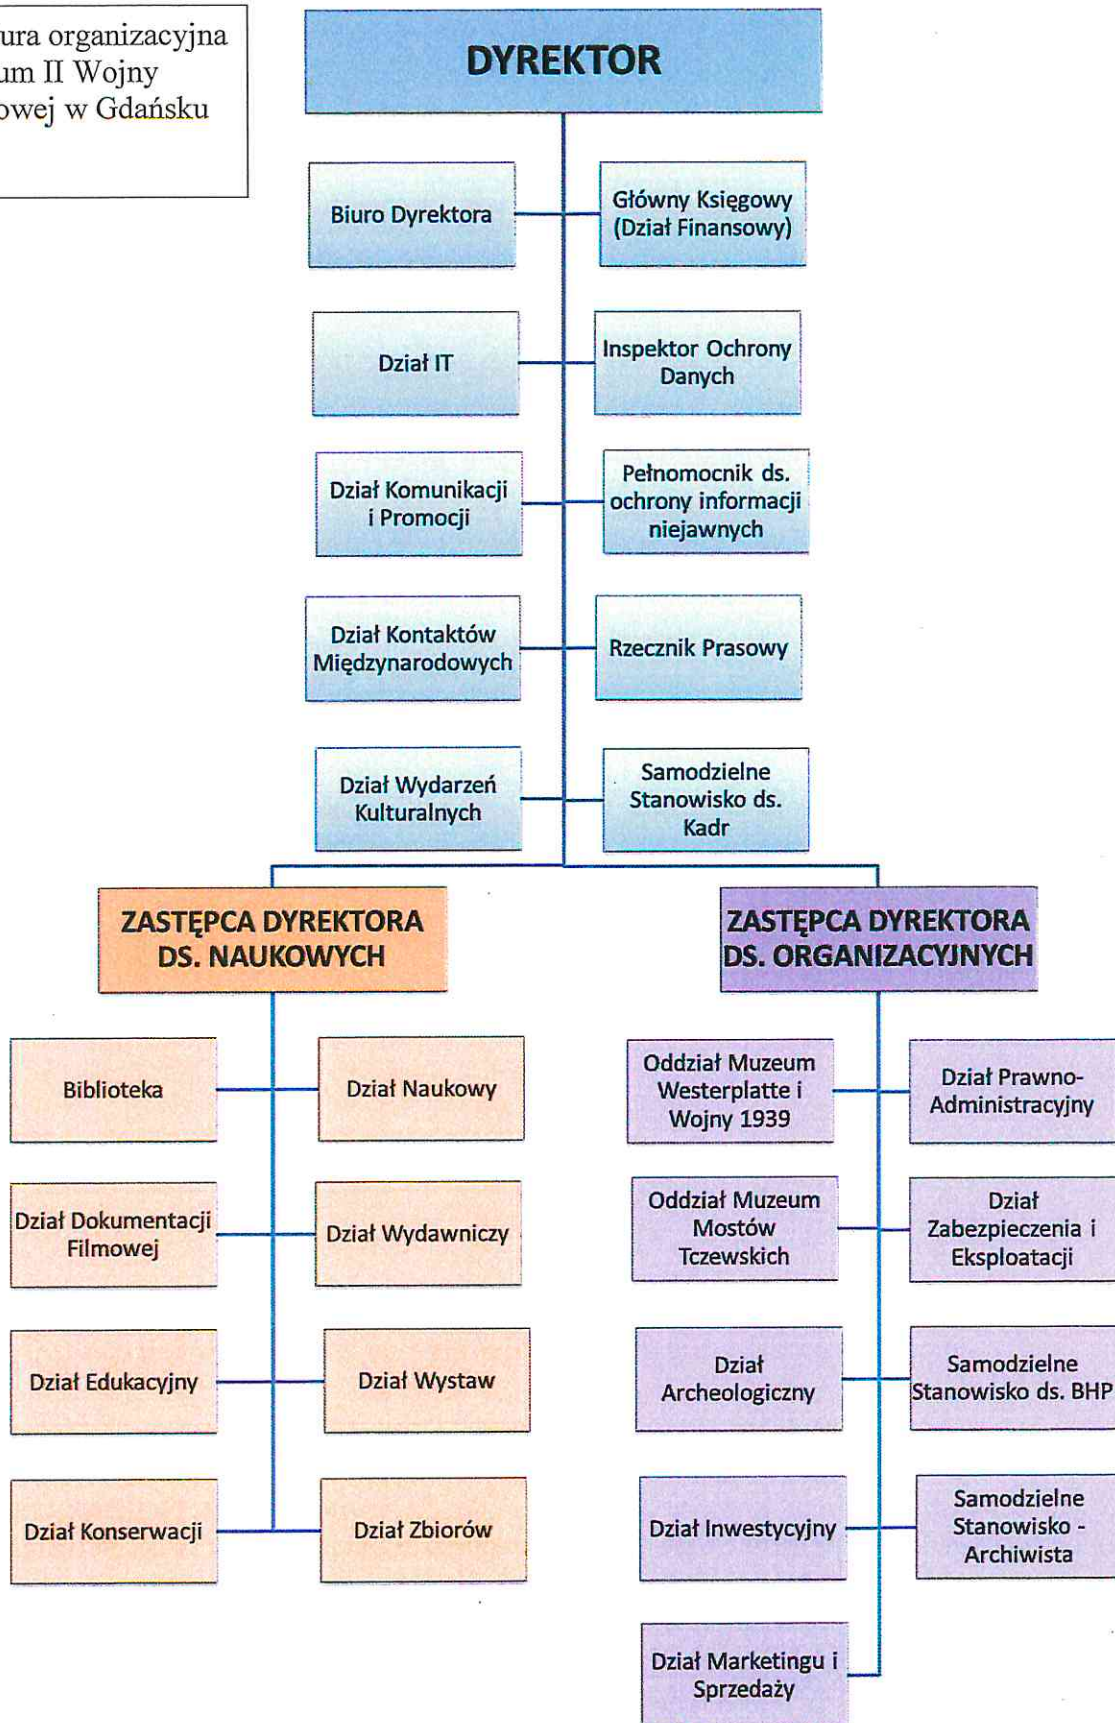 ura organizacyjna
um II Wojny
owej w Gdańsku
DYREKTOR
Biuro Dyrektora
Główny Księgowy
(Dział Finansowy)
Dział IT
Inspektor Ochrony
Danych
Dział Komunikacji
i Promocji
Pełnomocnik ds.
ochrony informacji
niejawnych
Dział Kontaktów
Międzynarodowych
Rzecznik Prasowy
Dział Wydarzeń
Kulturalnych
Samodzielne
Stanowisko ds.
Kadr
ZASTĘPCA DYREKTORA
DS. NAUKOWYCH
ZASTĘPCA DYREKTORA
DS. ORGANIZACYJNYCH
Biblioteka
Dział Naukowy
Dział Dokumentacji
Filmowej
Dział Wydawniczy
Dział Edukacyjny
Dział Wystaw
Dział Konserwacji
Dział Zbiorów
Oddział Muzeum
Westerplatte i
Wojny 1939
Dział Prawno-
Administracyjny
Oddział Muzeum
Mostów
Tczewskich
Dział
Zabezpieczenia i
Eksploatacji
Dział
Archeologiczny
Samodzielne
Stanowisko ds. BHP
Dział Inwestycyjny
Samodzielne
Stanowisko -
Archiwista
Dział Marketingu i
Sprzedaży